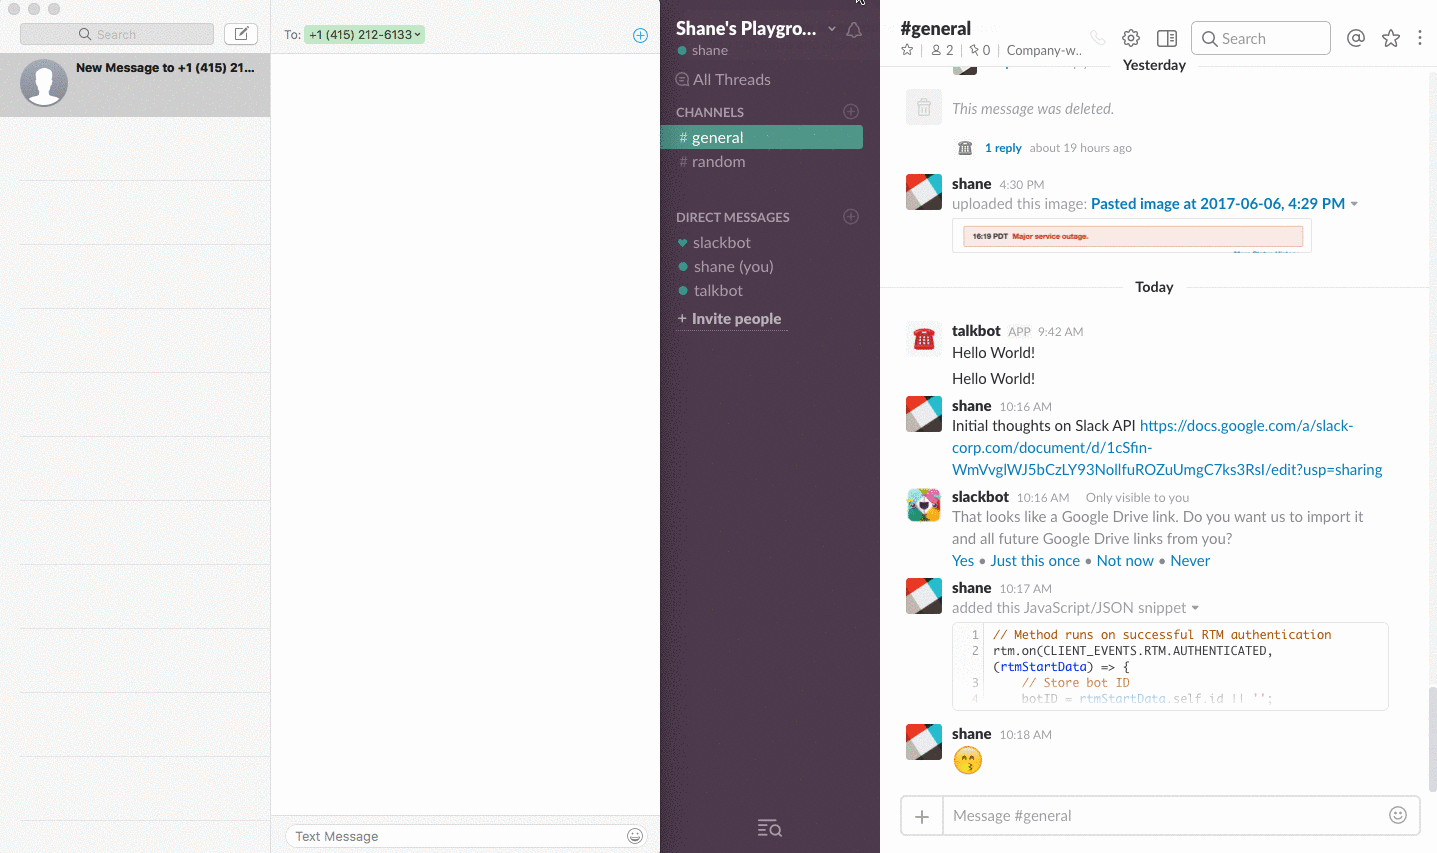 Search
New Message to +1 (415) 21...
To: +1 (415) 212-6133
Text Message
Shane's Playgro...
shane
All Threads
CHANNELS
# general
# random
DIRECT MESSAGES
slackbot
shane (you)
talkbot
+ Invite people
#general
2
0
Company-w..
Search
Yesterday
This message was deleted.
1 reply about 19 hours ago
shane 4:30 PM
uploaded this image: Pasted image at 2017-06-06, 4:29 PM
16:19 PDT Major service outage.
Today
talkbot APP 9:42 AM
Hello World!
Hello World!
shane 10:16 AM
Initial thoughts on Slack API https://docs.google.com/a/slack-
corp.com/document/d/1cSfin-
WmVvglWJ5bCzLY93NollfuROZuUmgC7ks3RsI/edit?usp=sharing
slackbot 10:16 AM Only visible to you
That looks like a Google Drive link. Do you want us to import it
and all future Google Drive links from you?
Yes • Just this once • Not now • Never
shane 10:17 AM
added this JavaScript/JSON snippet
1 // Method runs on successful RTM authentication
2 rtm.on(CLIENT_EVENTS.RTM.AUTHENTICATED,
(rtmStartData) => {
3 // Store bot ID
4 botID = rtmStartData.self.id || '';
shane 10:18 AM
Message #general